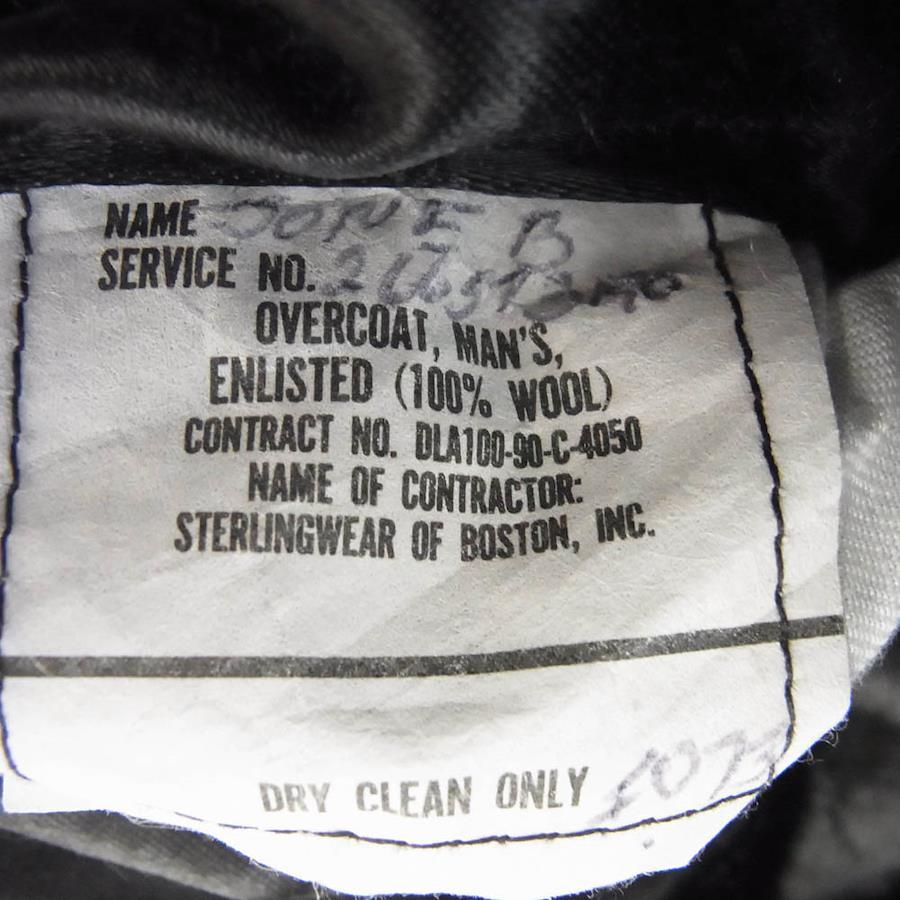 NAME JONE B
SERVICE NO.
OVERCOAT, MAN'S,
ENLISTED (100% WOOL)
CONTRACT NO. DLA100-90-C-4050
NAME OF CONTRACTOR:
STERLINGWEAR OF BOSTON, INC.
DRY CLEAN ONLY